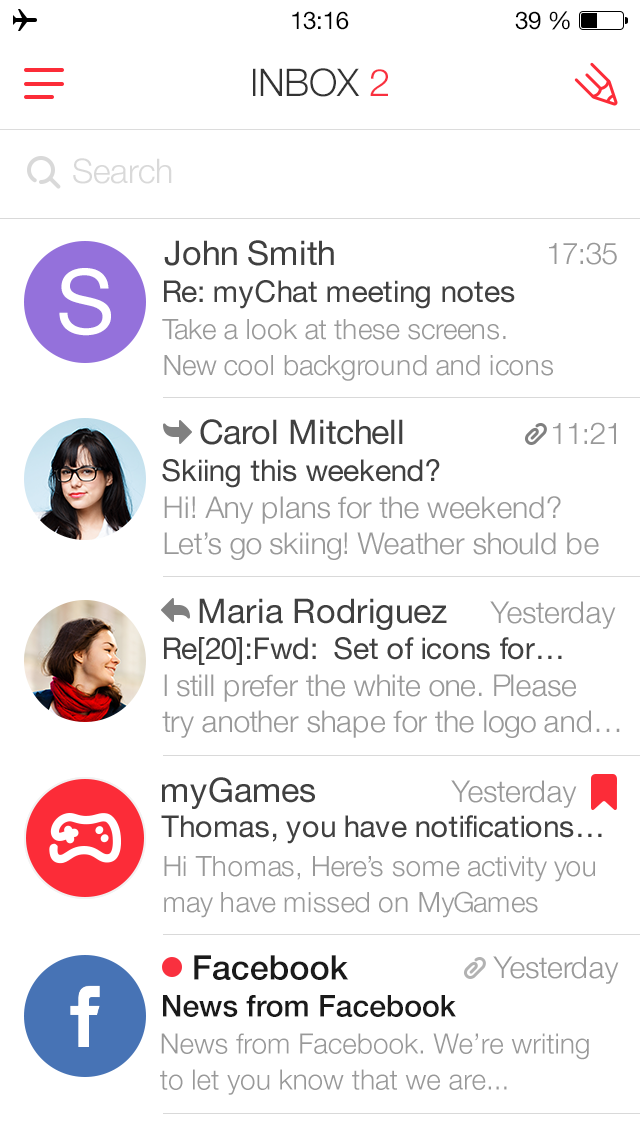 13:16
39 %
INBOX 2
Search
S
John Smith
17:35
Re: myChat meeting notes
Take a look at these screens.
New cool background and icons
Carol Mitchell
11:21
Skiing this weekend?
Hi! Any plans for the weekend?
Let's go skiing! Weather should be
Maria Rodriguez
Yesterday
Re[20]:Fwd:  Set of icons for…
I still prefer the white one. Please
try another shape for the logo and…
myGames
Yesterday
Thomas, you have notifications…
Hi Thomas, Here's some activity you
may have missed on MyGames
f
Facebook
Yesterday
News from Facebook
News from Facebook. We're writing
to let you know that we are...